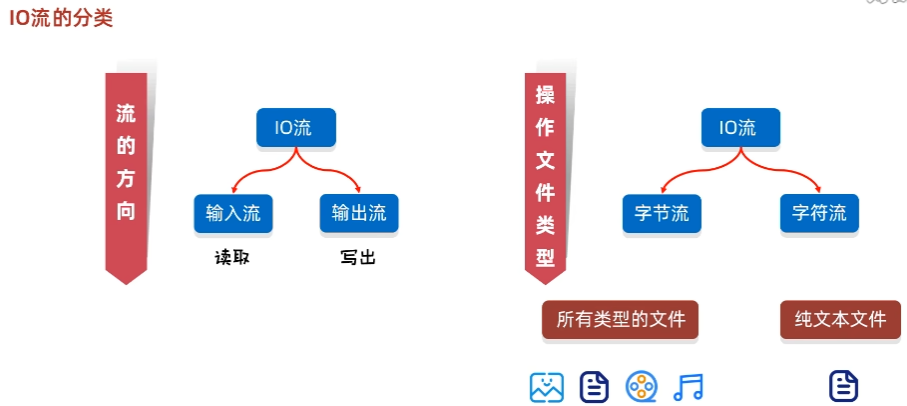 IO流的分类
流的方向
IO流
输入流
输出流
读取
写出
操作文件类型
IO流
字节流
字符流
所有类型的文件
纯文本文件